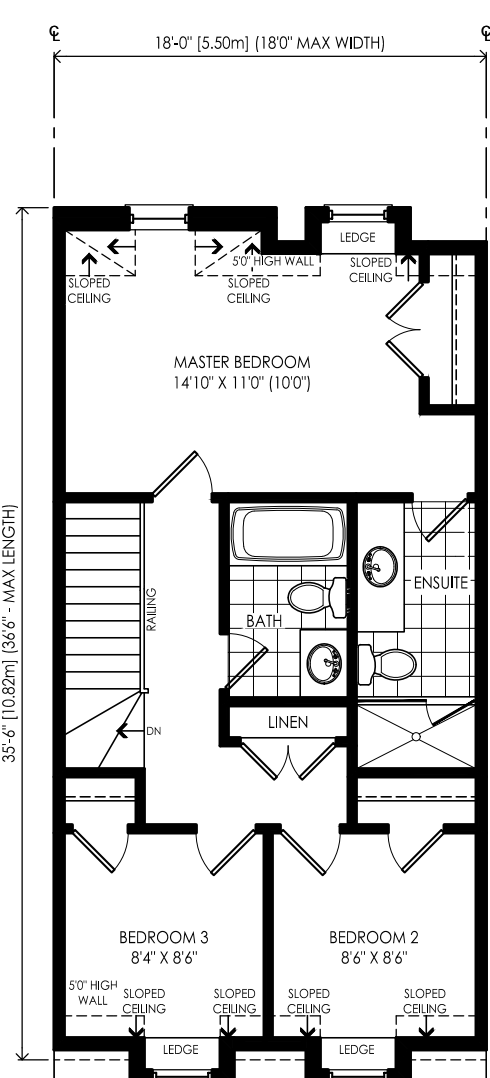 ℄ ℄
18'-0" [5.50m] (18'0" MAX WIDTH)
LEDGE
5'0" HIGH WALL
SLOPED
CEILING
SLOPED
CEILING
SLOPED
CEILING
MASTER BEDROOM
14'10" X 11'0" (10'0")
35'-6" [10.82m] (36'6" - MAX LENGTH)
RAILING
ENSUITE
BATH
DN
LINEN
BEDROOM 3
8'4" X 8'6"
BEDROOM 2
8'6" X 8'6"
5'0" HIGH
WALL
SLOPED
CEILING
SLOPED
CEILING
SLOPED
CEILING
SLOPED
CEILING
LEDGE
LEDGE